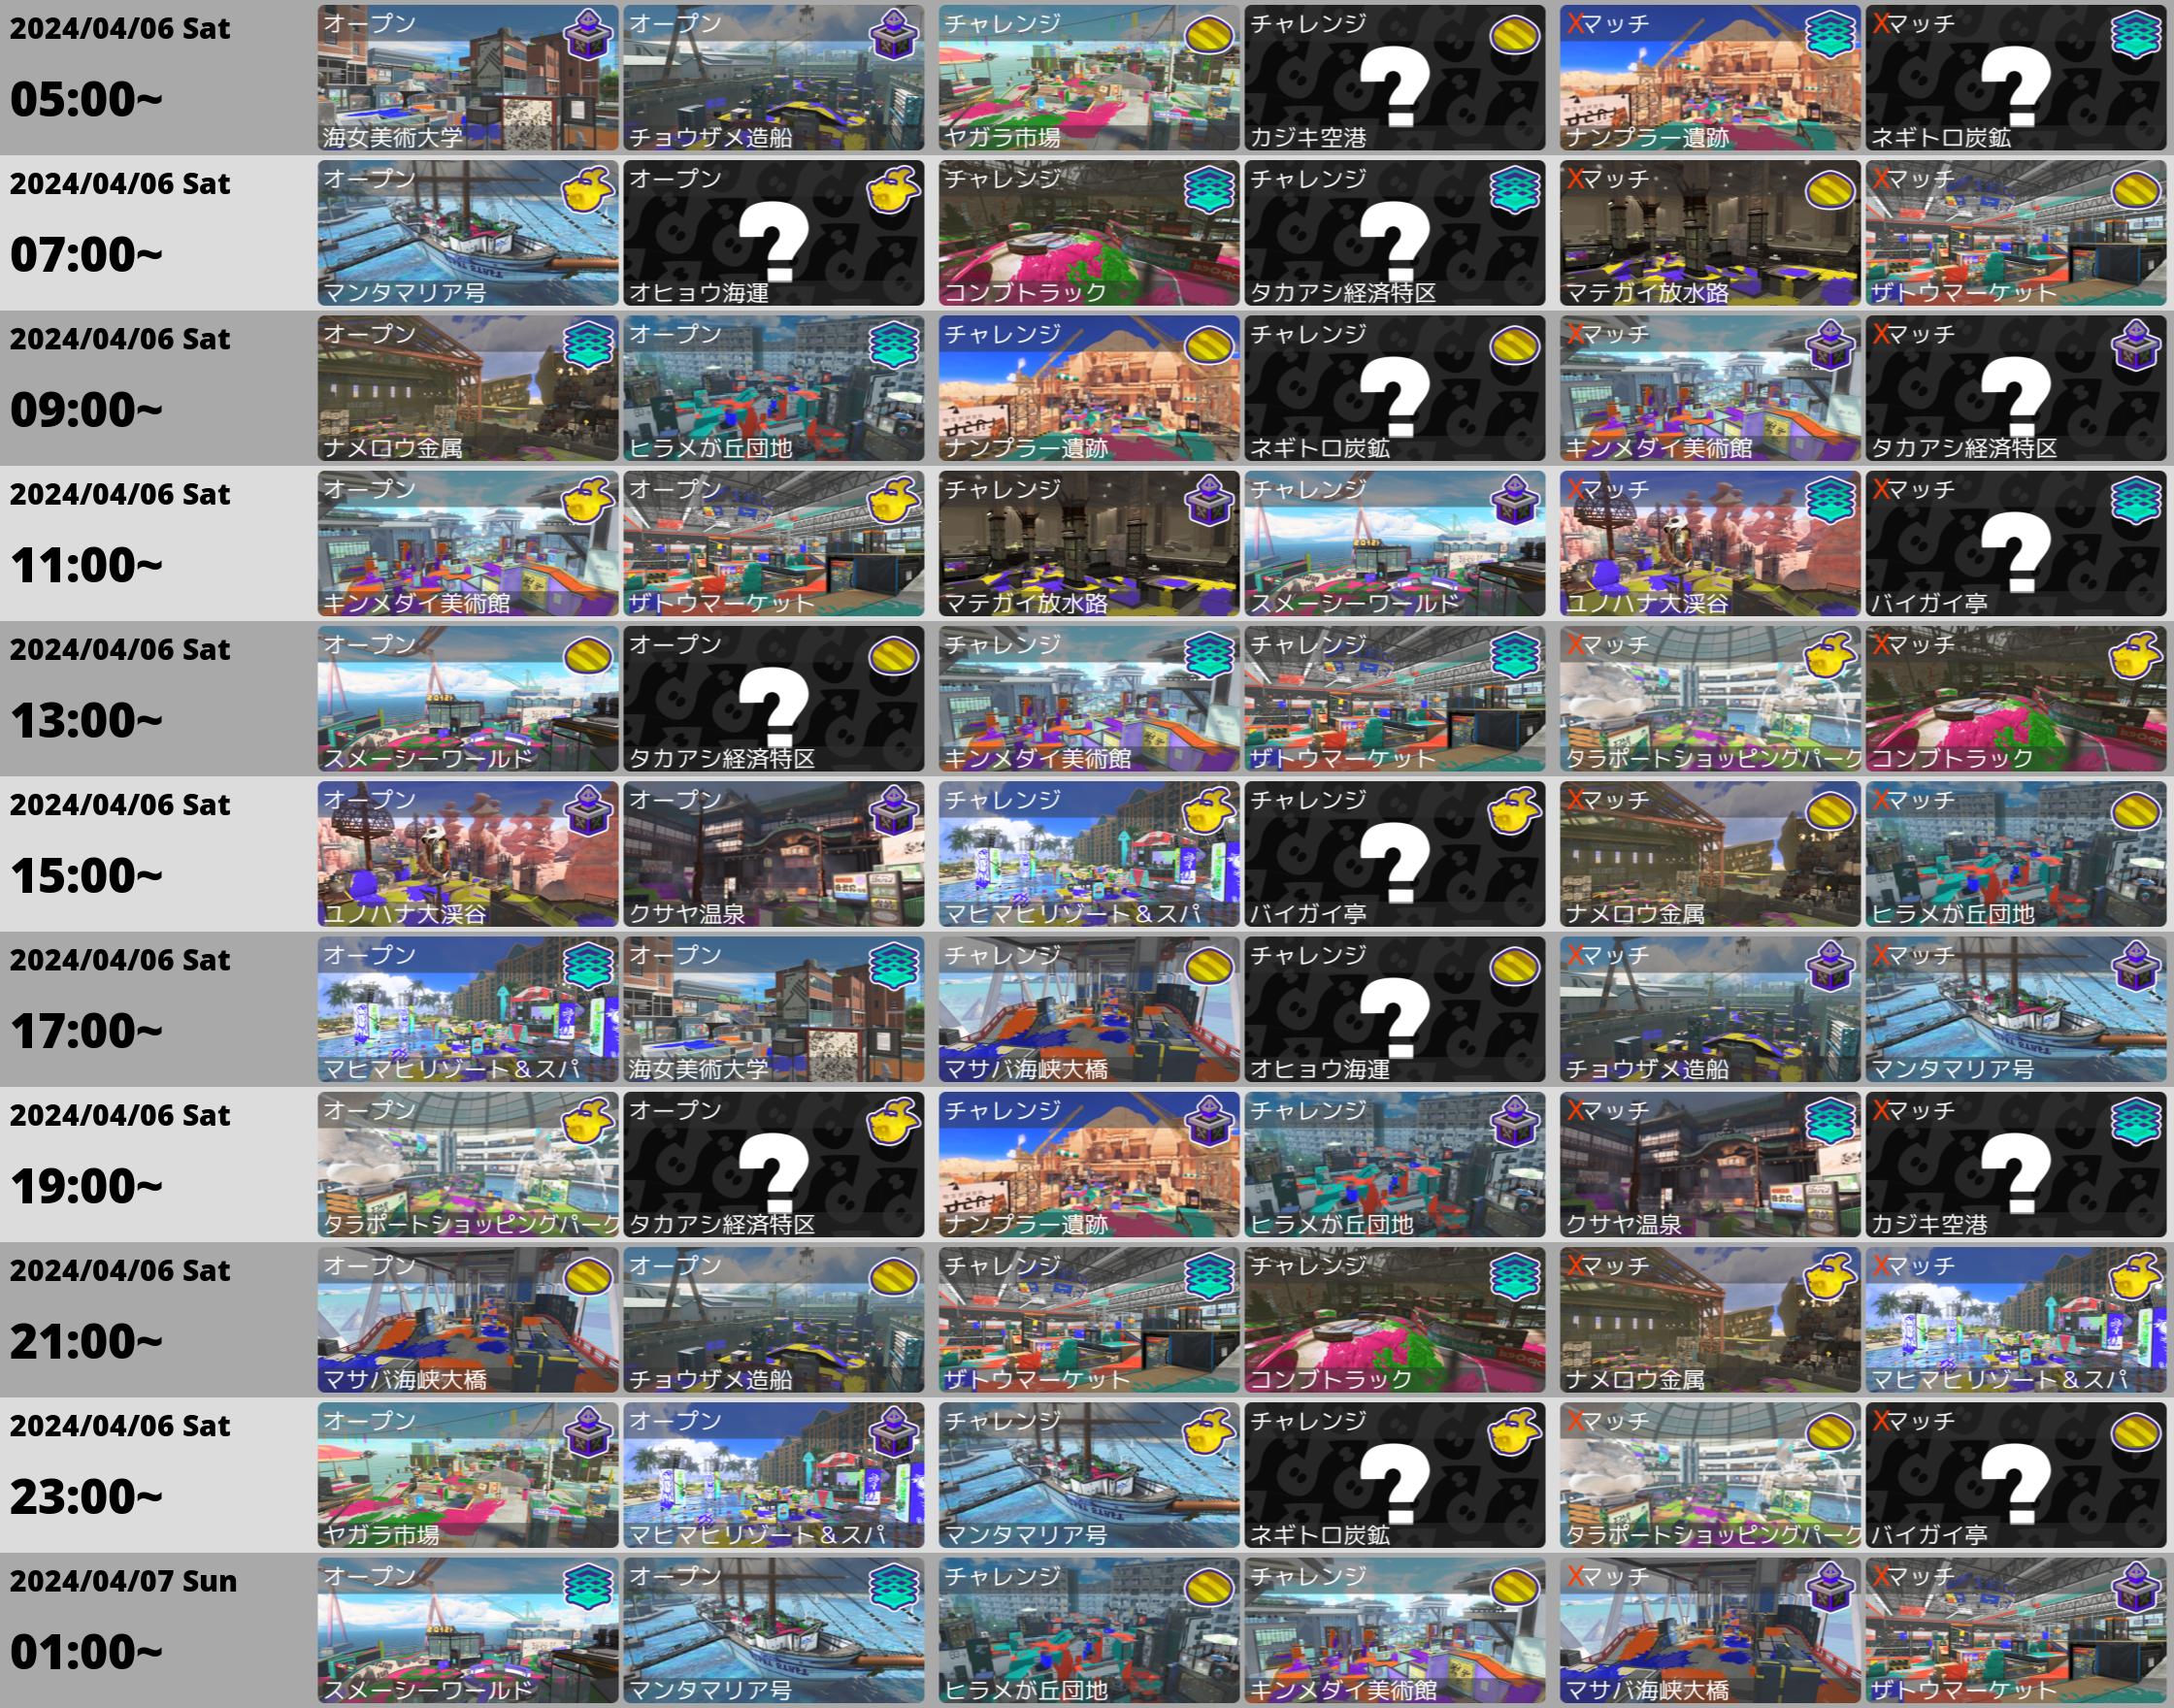 2024/04/06 Sat
05:00~
オープン
海女美術大学
オープン
チョウザメ造船
チャレンジ
ヤガラ市場
チャレンジ
カジキ空港
Xマッチ
ナンプラー遺跡
Xマッチ
ネギトロ炭鉱
2024/04/06 Sat
07:00~
オープン
マンタマリア号
オープン
オヒョウ海運
チャレンジ
コンブトラック
チャレンジ
タカアシ経済特区
Xマッチ
マテガイ放水路
Xマッチ
ザトウマーケット
2024/04/06 Sat
09:00~
オープン
ナメロウ金属
オープン
ヒラメが丘団地
チャレンジ
ナンプラー遺跡
チャレンジ
ネギトロ炭鉱
Xマッチ
キンメダイ美術館
Xマッチ
タカアシ経済特区
2024/04/06 Sat
11:00~
オープン
キンメダイ美術館
オープン
ザトウマーケット
チャレンジ
マテガイ放水路
チャレンジ
スメーシーワールド
Xマッチ
ユノハナ大渓谷
Xマッチ
バイガイ亭
2024/04/06 Sat
13:00~
オープン
スメーシーワールド
オープン
タカアシ経済特区
チャレンジ
キンメダイ美術館
チャレンジ
ザトウマーケット
Xマッチ
タラポートショッピングパーク
Xマッチ
コンブトラック
2024/04/06 Sat
15:00~
オープン
ユノハナ大渓谷
オープン
クサヤ温泉
チャレンジ
マヒマヒリゾート＆スパ
チャレンジ
バイガイ亭
Xマッチ
ナメロウ金属
Xマッチ
ヒラメが丘団地
2024/04/06 Sat
17:00~
オープン
マヒマヒリゾート＆スパ
オープン
海女美術大学
チャレンジ
マサバ海峡大橋
チャレンジ
オヒョウ海運
Xマッチ
チョウザメ造船
Xマッチ
マンタマリア号
2024/04/06 Sat
19:00~
オープン
タラポートショッピングパーク
オープン
タカアシ経済特区
チャレンジ
ナンプラー遺跡
チャレンジ
ヒラメが丘団地
Xマッチ
クサヤ温泉
Xマッチ
カジキ空港
2024/04/06 Sat
21:00~
オープン
マサバ海峡大橋
オープン
チョウザメ造船
チャレンジ
ザトウマーケット
チャレンジ
コンブトラック
Xマッチ
ナメロウ金属
Xマッチ
マヒマヒリゾート＆スパ
2024/04/06 Sat
23:00~
オープン
ヤガラ市場
オープン
マヒマヒリゾート＆スパ
チャレンジ
マンタマリア号
チャレンジ
ネギトロ炭鉱
Xマッチ
タラポートショッピングパーク
Xマッチ
バイガイ亭
2024/04/07 Sun
01:00~
オープン
スメーシーワールド
オープン
マンタマリア号
チャレンジ
ヒラメが丘団地
チャレンジ
キンメダイ美術館
Xマッチ
マサバ海峡大橋
Xマッチ
ザトウマーケット